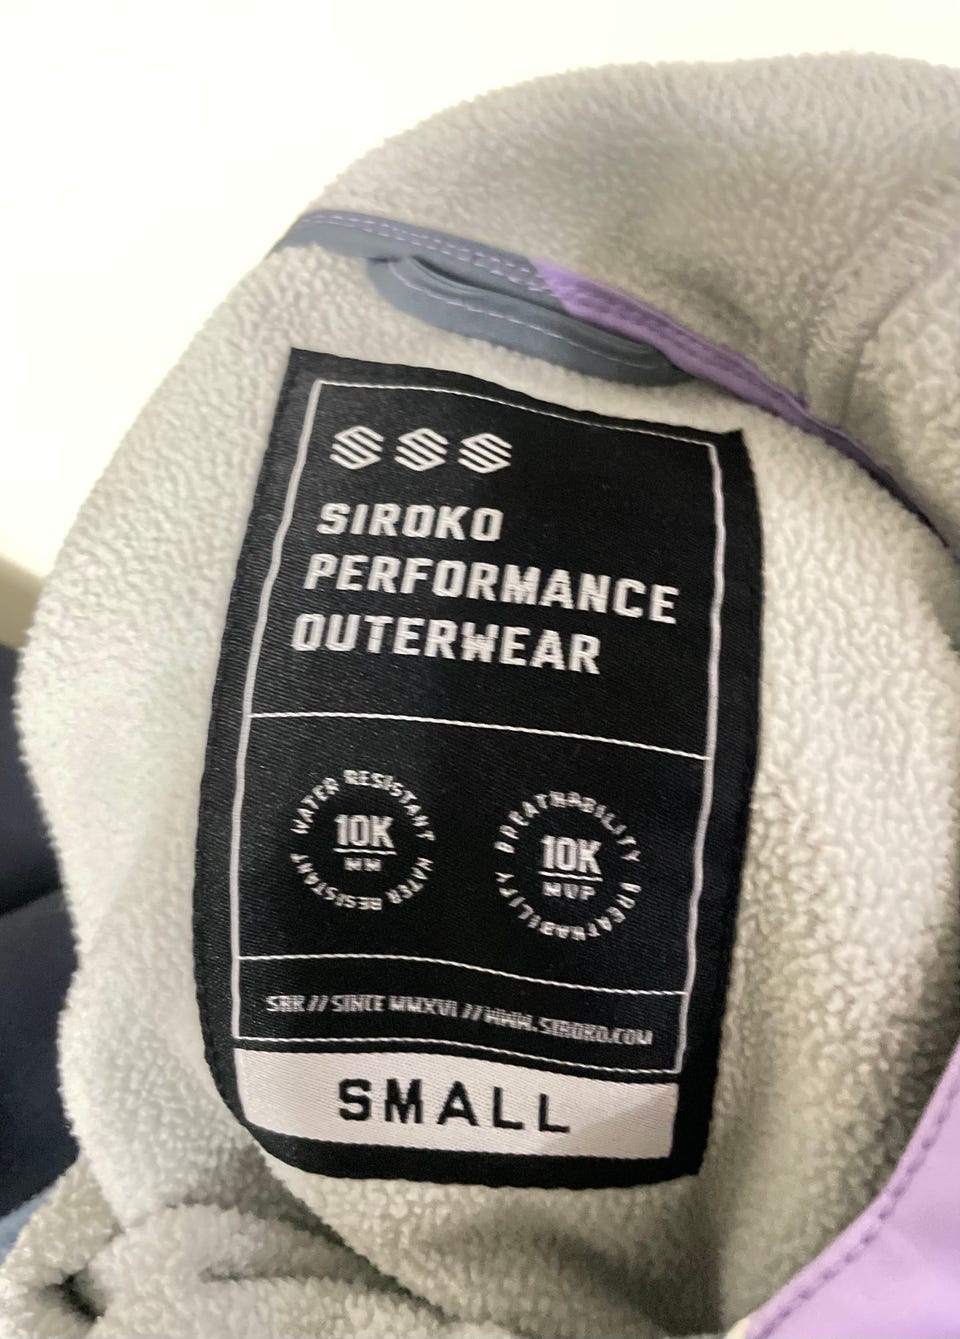 SSS
SIROKO
PERFORMANCE
OUTERWEAR
WATER RESISTANT WATER RESISTANT
10K
MM
BREATHABILITY BREATHABILITY
10K
MVP
SRK // SINCE MMXVI // WWW.SIROKO.COM
SMALL